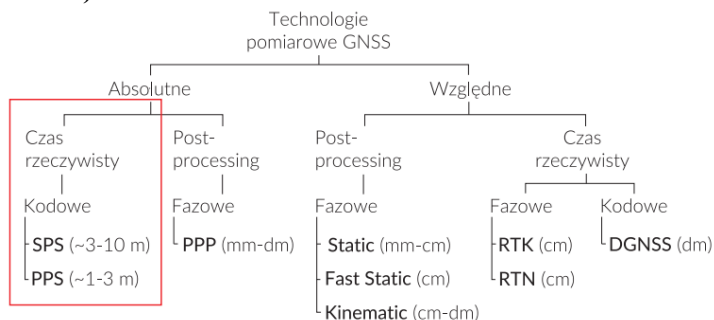 Technologie
pomiarowe GNSS
Absolutne
Względne
Czas
rzeczywisty
Post-
processing
Post-
processing
Czas
rzeczywisty
Kodowe
Fazowe
Fazowe
Fazowe
Kodowe
SPS (~3-10 m)
PPP (mm-dm)
Static (mm-cm)
RTK (cm)
DGNSS (dm)
PPS (~1-3 m)
Fast Static (cm)
RTN (cm)
Kinematic (cm-dm)